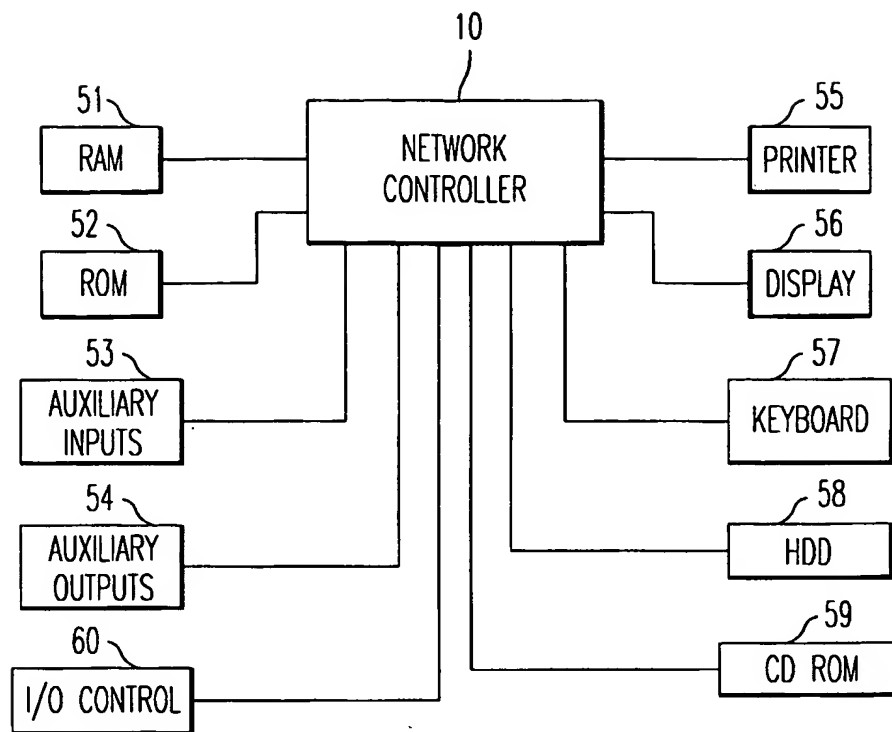 10
NETWORK
CONTROLLER
51
RAM
52
ROM
53
AUXILIARY
INPUTS
54
AUXILIARY
OUTPUTS
60
I/O CONTROL
55
PRINTER
56
DISPLAY
57
KEYBOARD
58
HDD
59
CD ROM